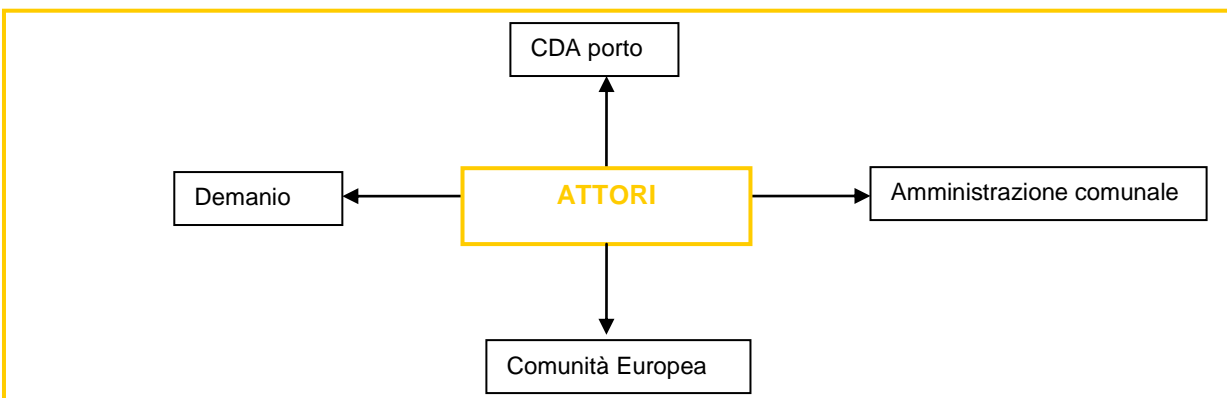 CDA porto
Demanio
ATTORI
Amministrazione comunale
Comunità Europea